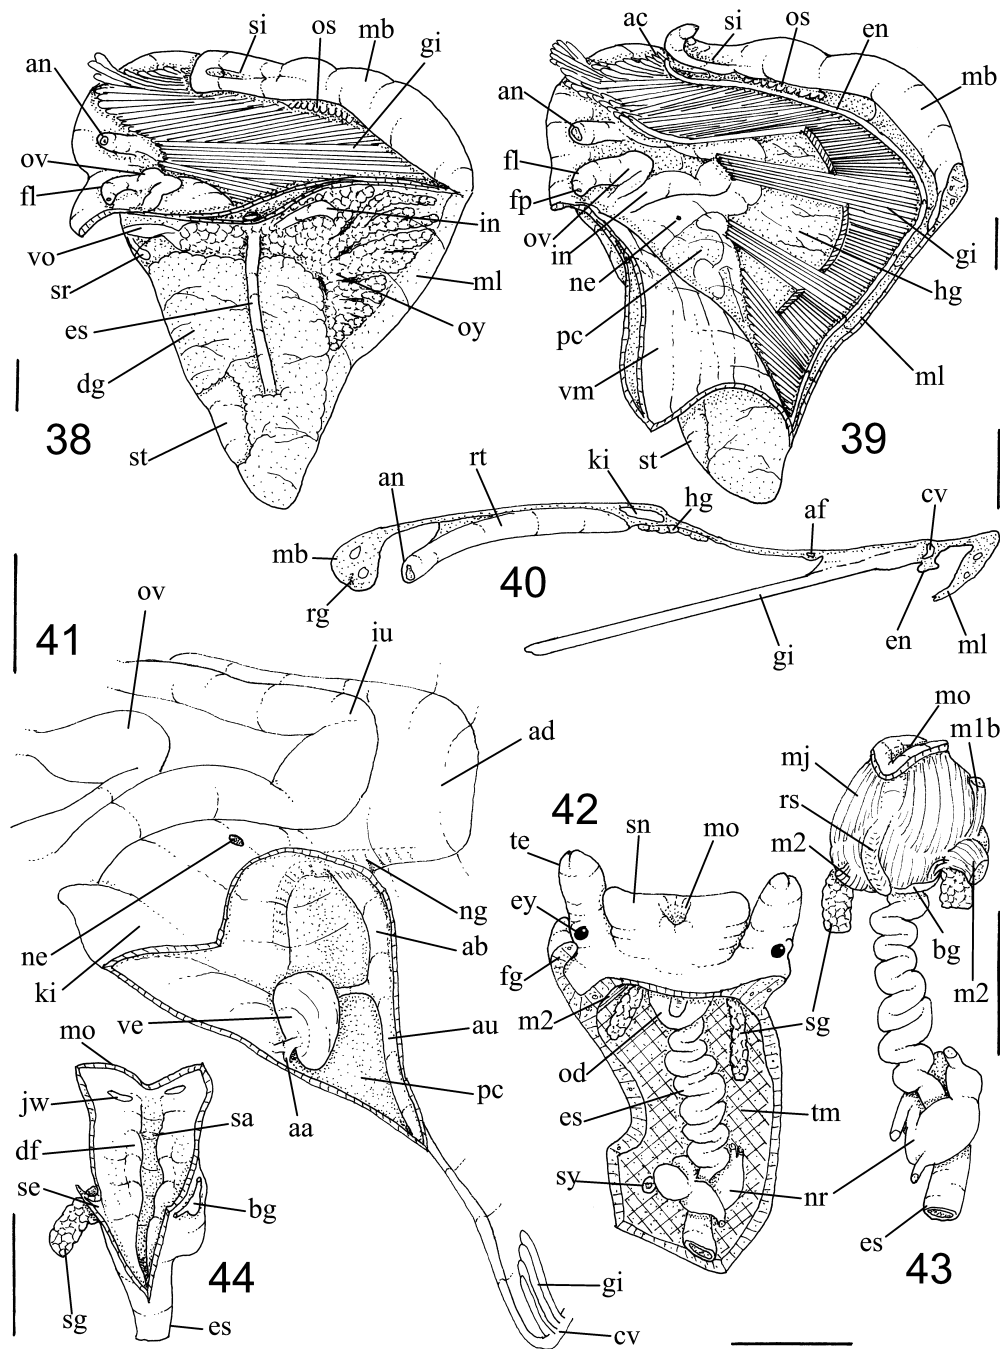 si
os
mb
gi
an
ov
fl
vo
sr
es
dg
st
in
ml
oy
38
ac
si
os
en
mb
an
fl
fp
ov
in
ne
pc
vm
st
gi
hg
ml
39
an
rt
ki
hg
af
cv
mb
rg
gi
en
ml
40
41
ov
iu
ad
ne
ki
ng
ab
ve
au
pc
aa
gi
cv
42
te
sn
mo
ey
fg
m2
od
es
sy
sg
tm
nr
mo
m1b
mj
rs
m2
bg
m2
sg
nr
es
43
mo
jw
df
sa
se
bg
sg
es
44